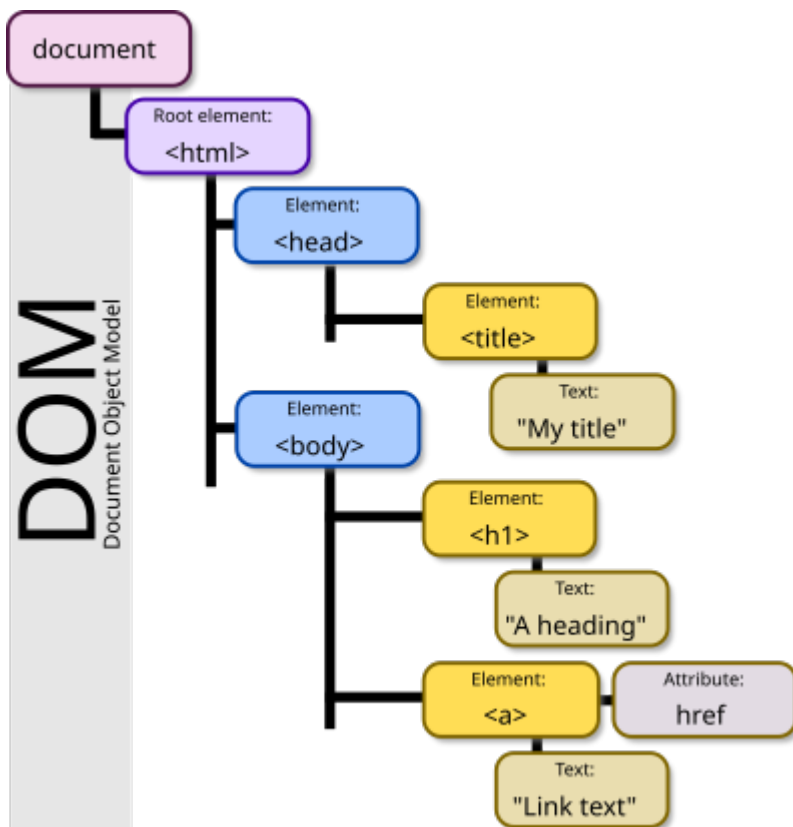 document
Root element:
<html>
Element:
<head>
Element:
<title>
Text:
"My title"
Element:
<body>
Element:
<h1>
Text:
"A heading"
Element:
<a>
Attribute:
href
Text:
"Link text"
DOM
Document Object Model